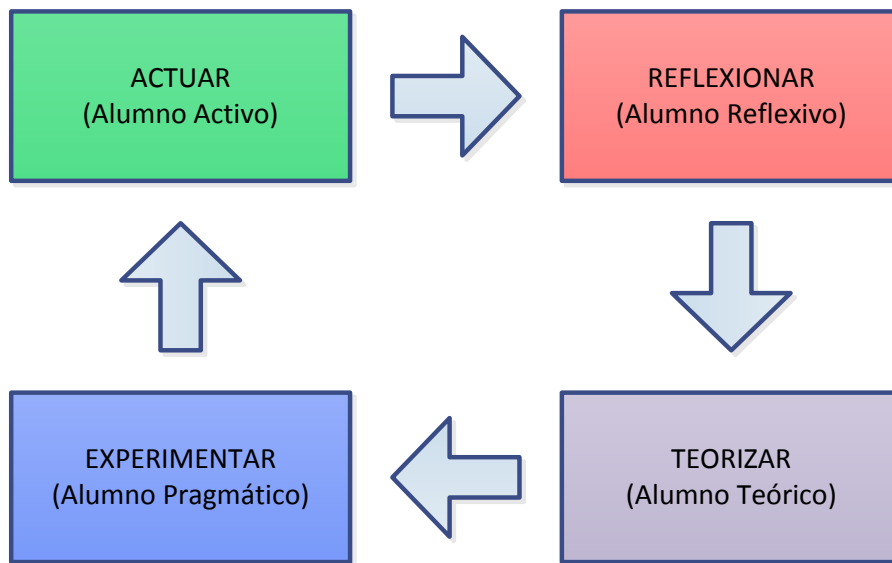 ACTUAR
(Alumno Activo)
REFLEXIONAR
(Alumno Reflexivo)
EXPERIMENTAR
(Alumno Pragmático)
TEORIZAR
(Alumno Teórico)